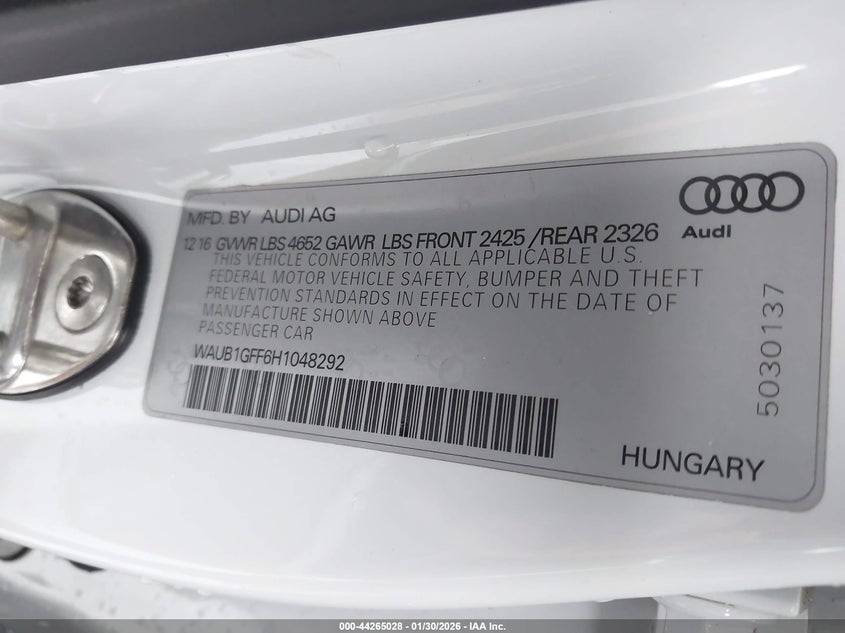 MFD. BY AUDI AG
12 16 GVWR LBS 4652 GAWR LBS FRONT 2425 / REAR 2326
THIS VEHICLE CONFORMS TO ALL APPLICABLE U.S.
FEDERAL MOTOR VEHICLE SAFETY, BUMPER AND THEFT
PREVENTION STANDARDS IN EFFECT ON THE DATE OF
MANUFACTURE SHOWN ABOVE
PASSENGER CAR
WAUB1GFF6H1048292
Audi
5030137
HUNGARY
000-44265028 - 01/30/2026 - IAA Inc.